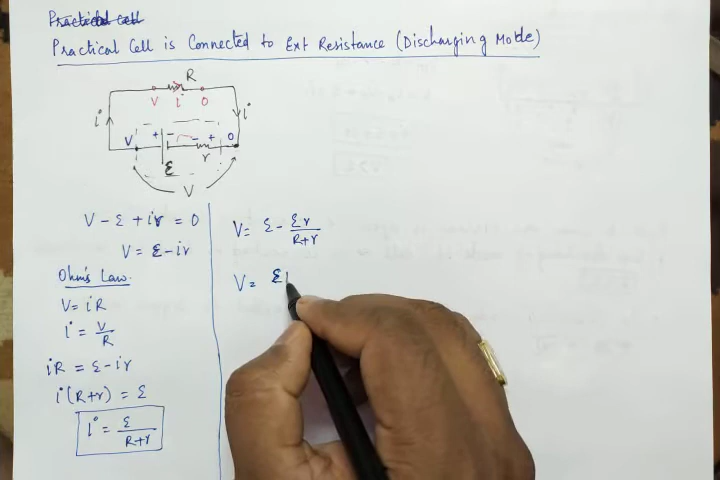 Practical cell
Practical Cell is Connected to Ext Resistance (Discharging Mode)
R
V i 0
i i
V + - - + 0
ε r
V
V - ε + ir = 0
V = ε - ir
Ohm's Law.
V = iR
i = V/R
iR = ε - ir
i(R+r) = ε
i = ε/(R+r)
V = ε - εr/(R+r)
V = ε